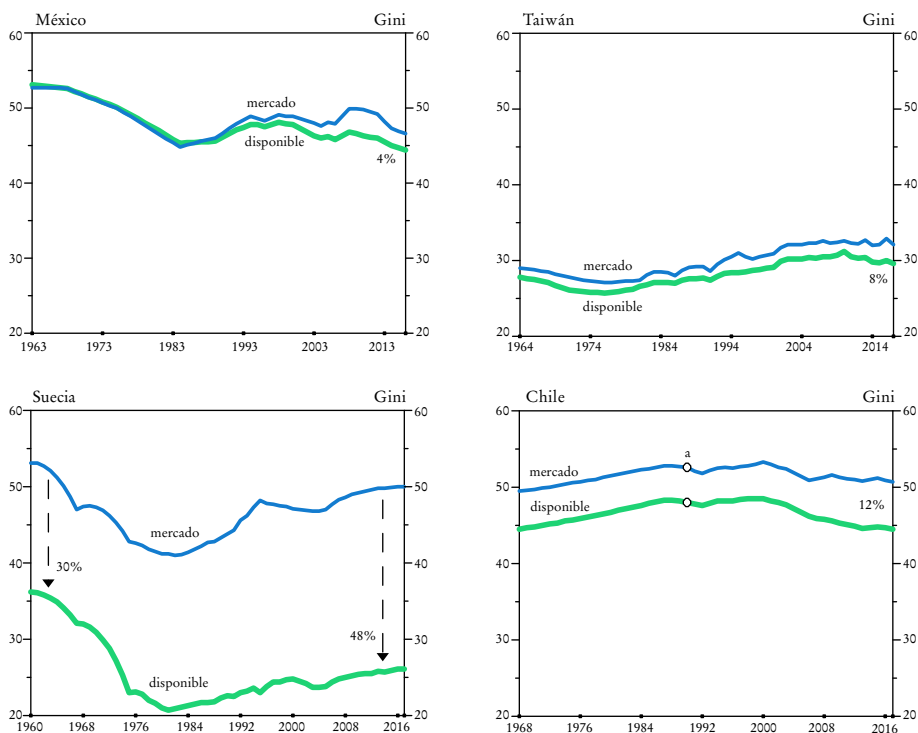 México Gini
60 60
50 50
mercado
disponible
4%
40 40
30 30
20 20
1963 1973 1983 1993 2003 2013
Taiwán Gini
60 60
50 50
40 40
30 30
mercado
8%
disponible
20 20
1964 1974 1984 1994 2004 2014
Suecia Gini
60 60
50 50
mercado
40 40
30%
30 30
48%
disponible
20 20
1960 1968 1976 1984 1992 2000 2008 2016
Chile Gini
60 60
a
mercado
50 50
disponible 12%
40 40
30 30
20 20
1968 1976 1984 1992 2000 2008 2016